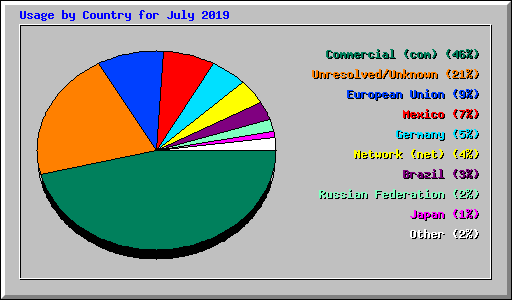 Usage by Country for July 2019
Commercial (com) (46%)
Unresolved/Unknown (21%)
European Union (9%)
Mexico (7%)
Germany (5%)
Network (net) (4%)
Brazil (3%)
Russian Federation (2%)
Japan (1%)
Other (2%)